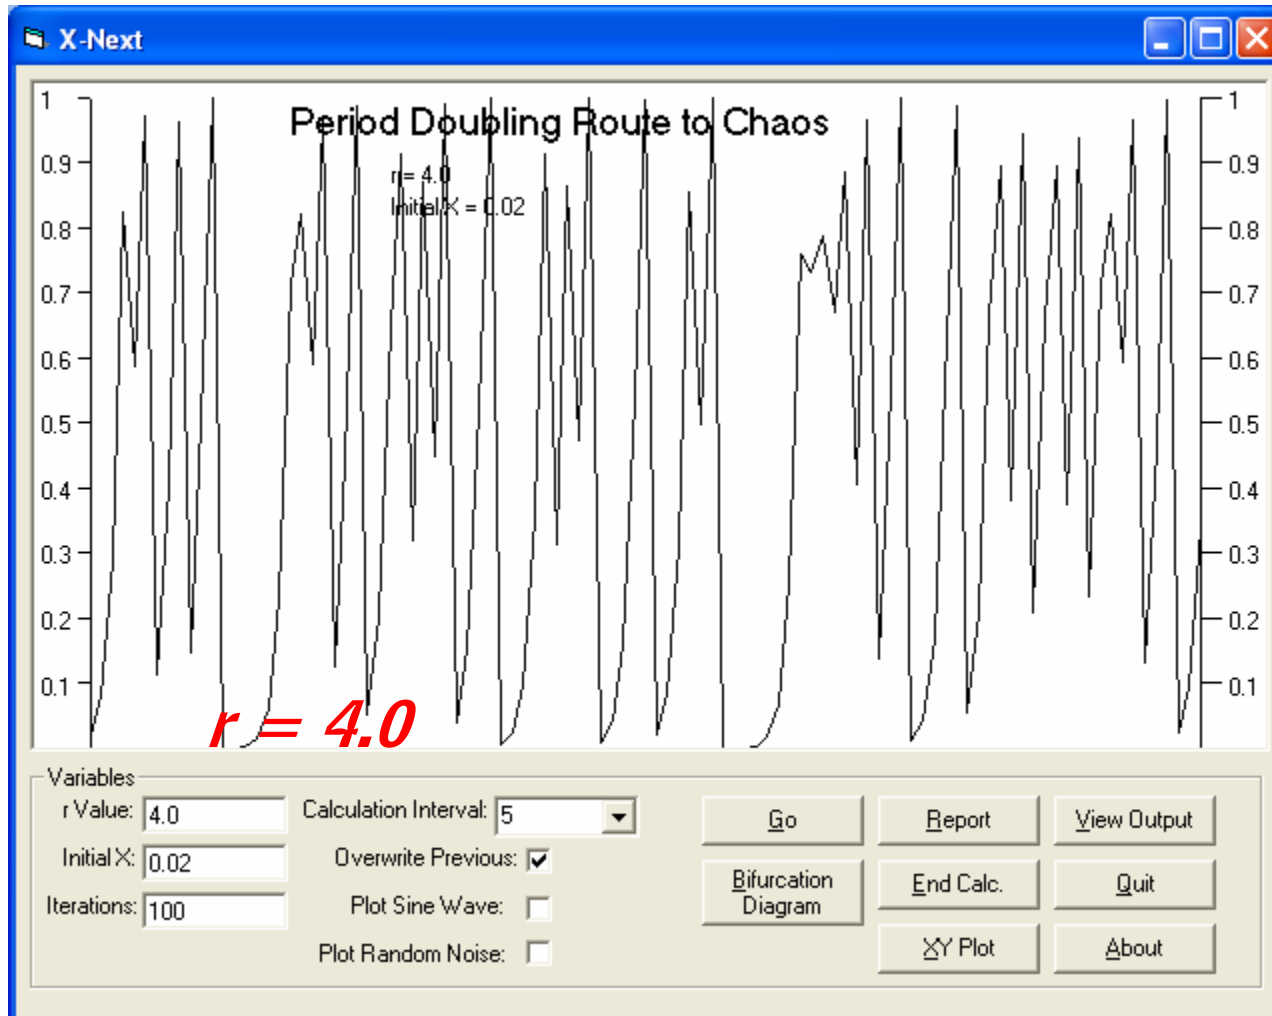 X-Next
Period Doubling Route to Chaos
r = 4.0
Initial X = 0.02
1
0.9
0.8
0.7
0.6
0.5
0.4
0.3
0.2
0.1
1
0.9
0.8
0.7
0.6
0.5
0.4
0.3
0.2
0.1
r = 4.0
Variables
r Value: 4.0
Initial X: 0.02
Iterations: 100
Calculation Interval: 5
Overwrite Previous:
Plot Sine Wave:
Plot Random Noise:
Go
Report
View Output
Bifurcation
Diagram
End Calc.
Quit
XY Plot
About